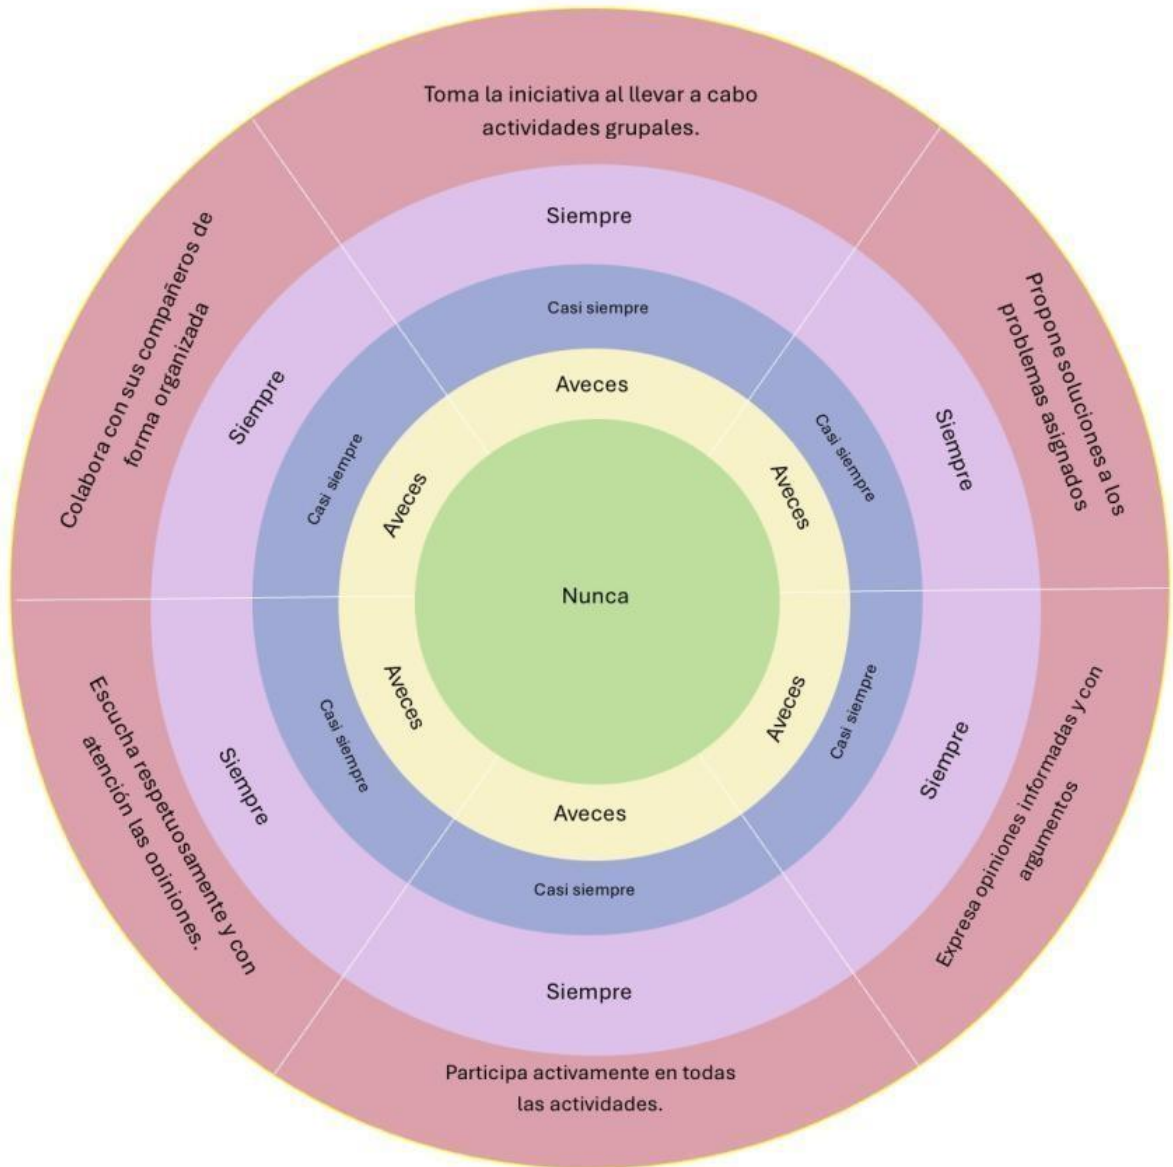 Toma la iniciativa al llevar a cabo
actividades grupales.
Siempre
Casi siempre
Aveces
Propone soluciones a los
problemas asignados
Siempre
Casi siempre
Aveces
Expresa opiniones informadas y con
argumentos
Siempre
Casi siempre
Aveces
Participa activamente en todas
las actividades.
Siempre
Casi siempre
Aveces
Escucha respetuosamente y con
atención las opiniones.
Siempre
Casi siempre
Aveces
Colabora con sus compañeros de
forma organizada
Siempre
Casi siempre
Aveces
Nunca